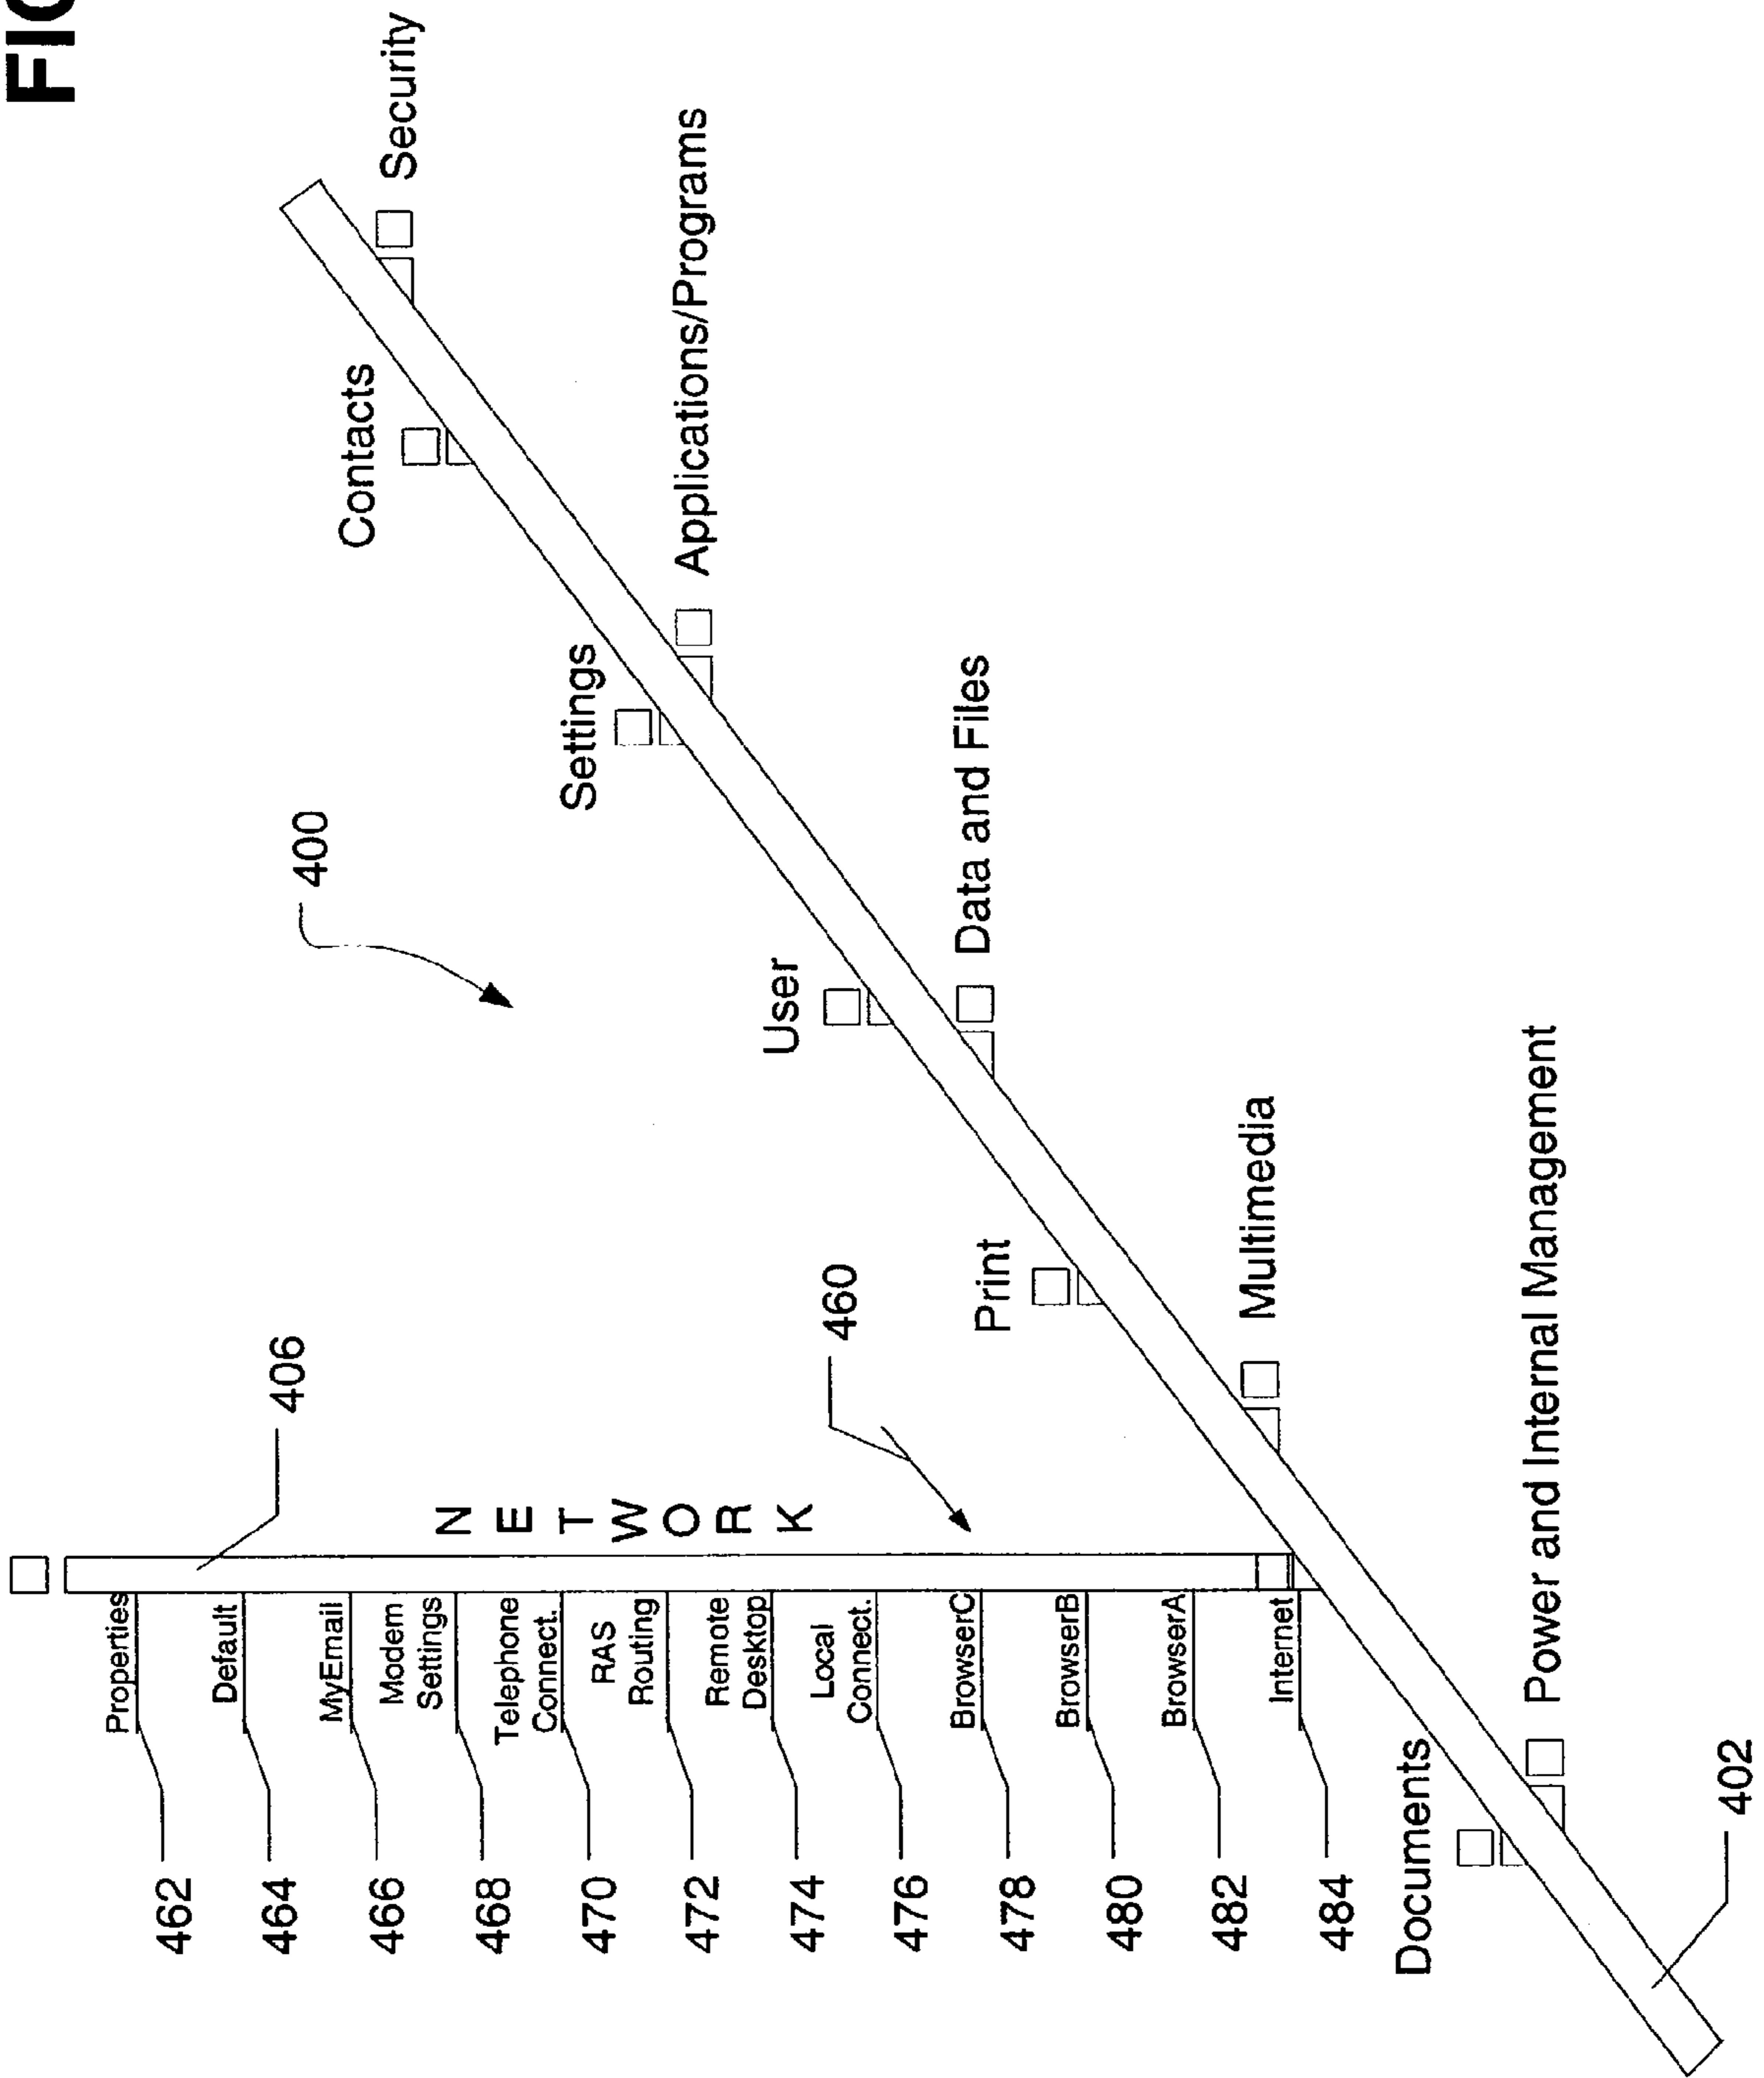 FIG
Security
Contacts
Applications/Programs
Settings
400
Data and Files
User
Multimedia
Print
Power and Internal Management
460
406
NETWORK
Properties
Default
MyEmail
Modem
Settings
Telephone
Connect.
RAS
Routing
Remote
Desktop
Local
Connect.
BrowserC
BrowserB
BrowserA
Internet
462
464
466
468
470
472
474
476
478
480
482
484
Documents
402